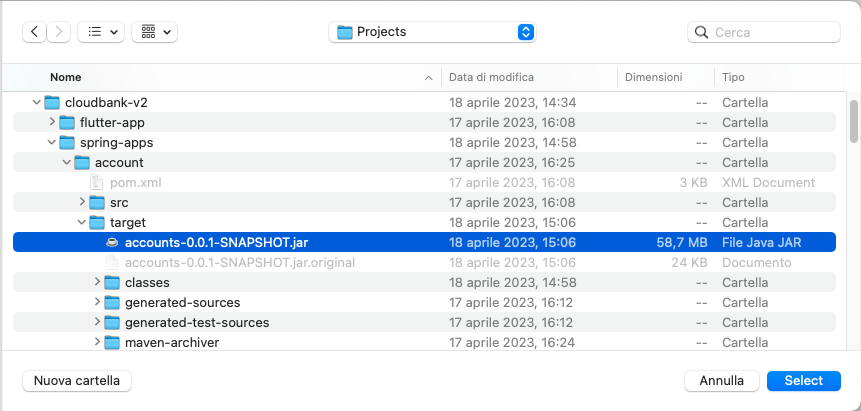 Projects
Cerca
Nome Data di modifica Dimensioni Tipo
cloudbank-v2 18 aprile 2023, 14:34 -- Cartella
flutter-app 17 aprile 2023, 16:08 -- Cartella
spring-apps 18 aprile 2023, 14:58 -- Cartella
account 17 aprile 2023, 16:25 -- Cartella
pom.xml 17 aprile 2023, 16:08 3 KB XML Document
src 17 aprile 2023, 16:08 -- Cartella
target 18 aprile 2023, 15:06 -- Cartella
accounts-0.0.1-SNAPSHOT.jar 18 aprile 2023, 15:06 58,7 MB File Java JAR
accounts-0.0.1-SNAPSHOT.jar.original 18 aprile 2023, 15:06 24 KB Documento
classes 18 aprile 2023, 14:58 -- Cartella
generated-sources 17 aprile 2023, 16:12 -- Cartella
generated-test-sources 17 aprile 2023, 16:12 -- Cartella
maven-archiver 17 aprile 2023, 16:24 -- Cartella
Nuova cartella Annulla Select